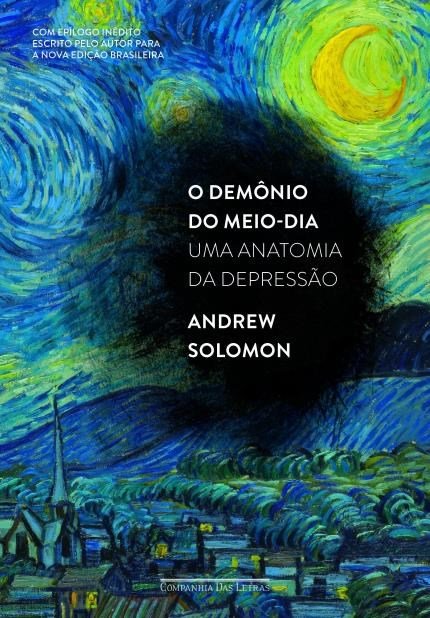 COM EPÍLOGO INÉDITO
ESCRITO PELO AUTOR PARA
A NOVA EDIÇÃO BRASILEIRA
O DEMÔNIO
DO MEIO-DIA
UMA ANATOMIA
DA DEPRESSÃO
ANDREW
SOLOMON
COMPANHIA DAS LETRAS